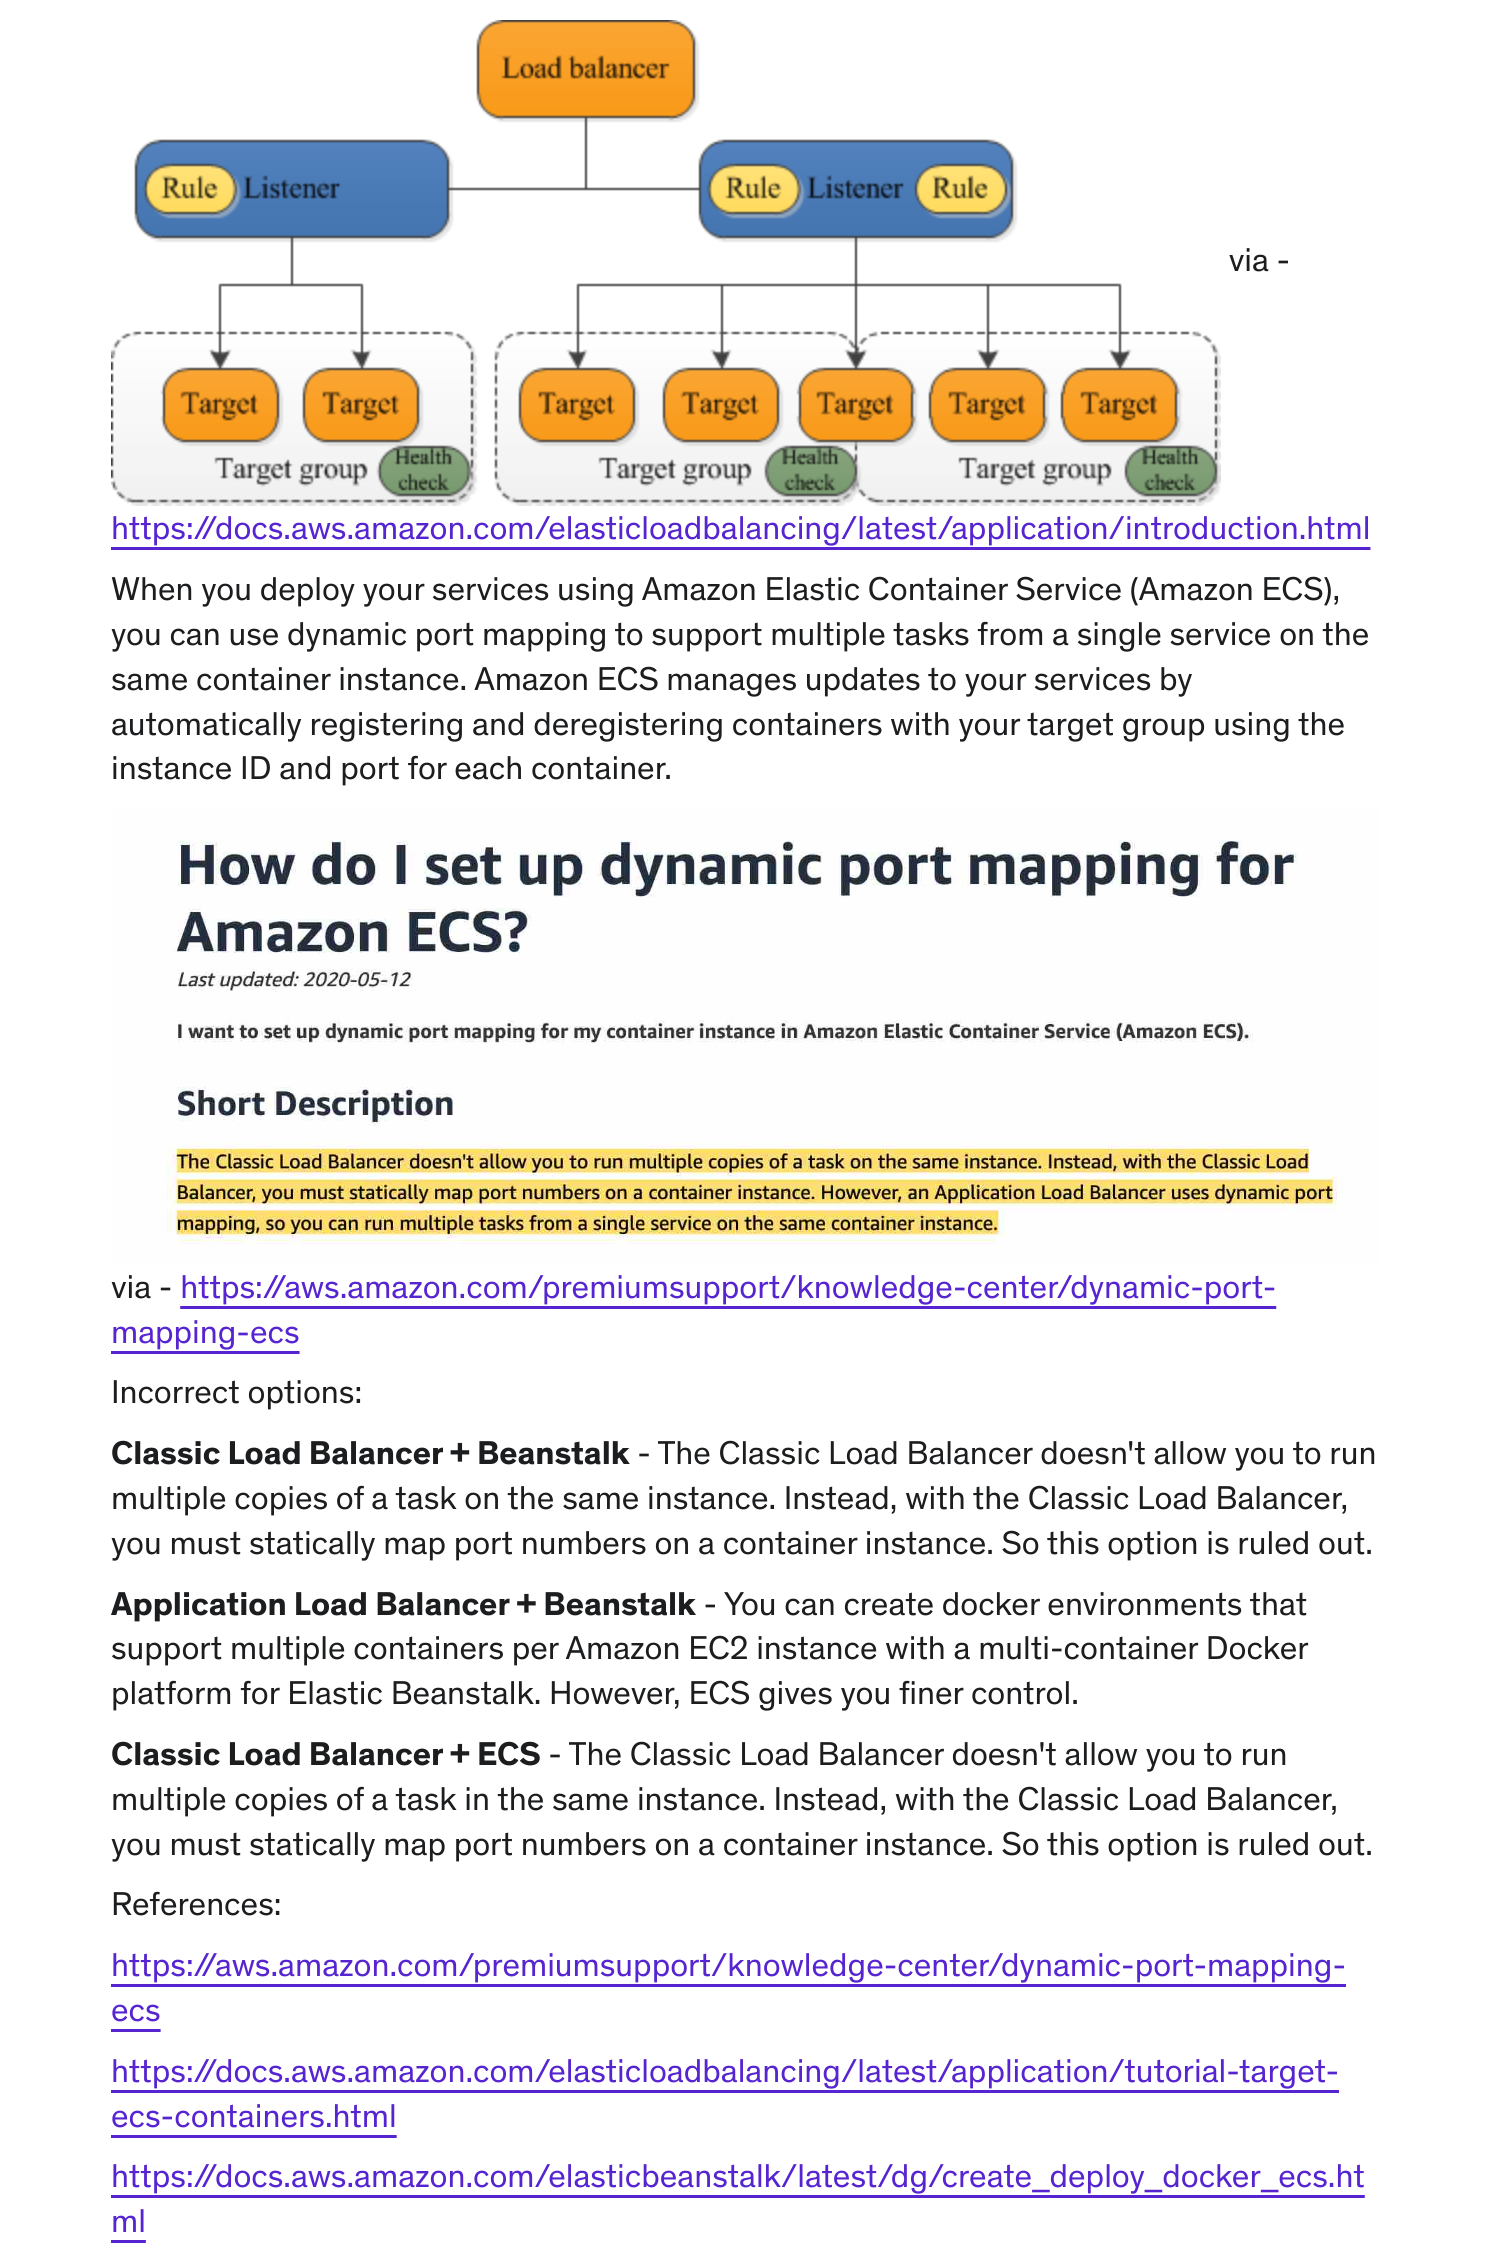 Load balancer
Rule Listener
Rule Listener Rule
via -
Target Target Target Target Target Target Target
Target group Health check Target group Health check Target group Health check
https://docs.aws.amazon.com/elasticloadbalancing/latest/application/introduction.html
When you deploy your services using Amazon Elastic Container Service (Amazon ECS),
you can use dynamic port mapping to support multiple tasks from a single service on the
same container instance. Amazon ECS manages updates to your services by
automatically registering and deregistering containers with your target group using the
instance ID and port for each container.
How do I set up dynamic port mapping for
Amazon ECS?
Last updated: 2020-05-12
I want to set up dynamic port mapping for my container instance in Amazon Elastic Container Service (Amazon ECS).
Short Description
The Classic Load Balancer doesn't allow you to run multiple copies of a task on the same instance. Instead, with the Classic Load
Balancer, you must statically map port numbers on a container instance. However, an Application Load Balancer uses dynamic port
mapping, so you can run multiple tasks from a single service on the same container instance.
via - https://aws.amazon.com/premiumsupport/knowledge-center/dynamic-port-
mapping-ecs
Incorrect options:
Classic Load Balancer + Beanstalk - The Classic Load Balancer doesn't allow you to run
multiple copies of a task on the same instance. Instead, with the Classic Load Balancer,
you must statically map port numbers on a container instance. So this option is ruled out.
Application Load Balancer + Beanstalk - You can create docker environments that
support multiple containers per Amazon EC2 instance with a multi-container Docker
platform for Elastic Beanstalk. However, ECS gives you finer control.
Classic Load Balancer + ECS - The Classic Load Balancer doesn't allow you to run
multiple copies of a task in the same instance. Instead, with the Classic Load Balancer,
you must statically map port numbers on a container instance. So this option is ruled out.
References:
https://aws.amazon.com/premiumsupport/knowledge-center/dynamic-port-mapping-
ecs
https://docs.aws.amazon.com/elasticloadbalancing/latest/application/tutorial-target-
ecs-containers.html
https://docs.aws.amazon.com/elasticbeanstalk/latest/dg/create_deploy_docker_ecs.ht
ml